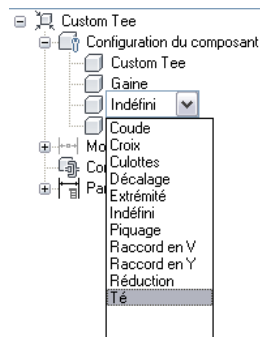 Custom Tee
Configuration du composant
Custom Tee
Gaine
Indéfini
Coude
Mo
Croix
Culottes
Co
Décalage
Pa
Extrémité
Indéfini
Piquage
Raccord en V
Raccord en Y
Réduction
Té